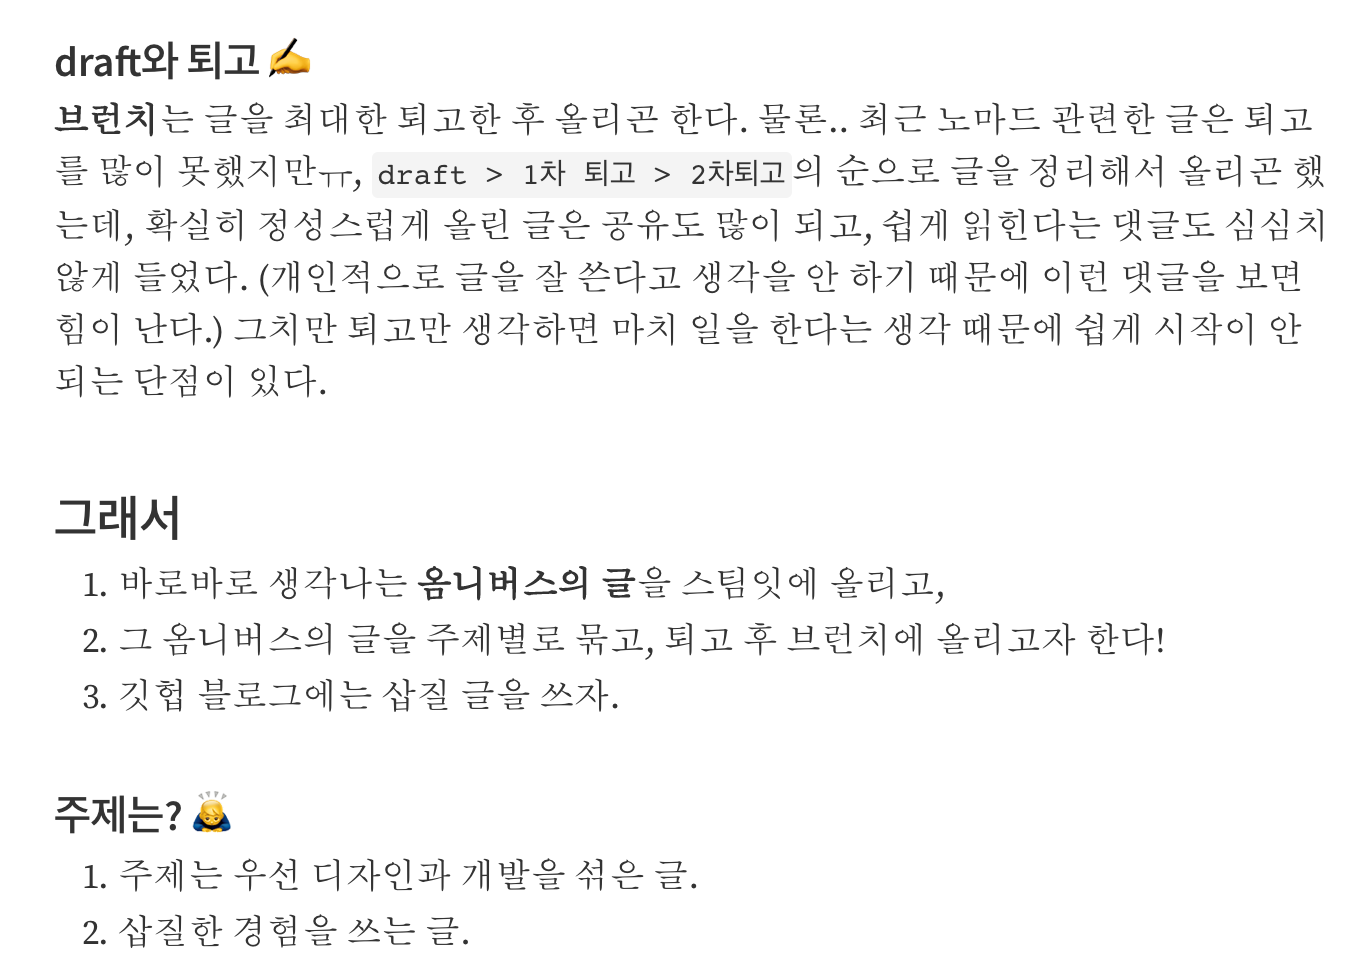 draft와 퇴고 ✍️
브런치는 글을 최대한 퇴고한 후 올리곤 한다. 물론.. 최근 노마드 관련한 글은 퇴고
를 많이 못했지만ㅠ, draft > 1차 퇴고 > 2차퇴고의 순으로 글을 정리해서 올리곤 했
는데, 확실히 정성스럽게 올린 글은 공유도 많이 되고, 쉽게 읽힌다는 댓글도 심심치
않게 들었다. (개인적으로 글을 잘 쓴다고 생각을 안 하기 때문에 이런 댓글을 보면
힘이 난다.) 그치만 퇴고만 생각하면 마치 일을 한다는 생각 때문에 쉽게 시작이 안
되는 단점이 있다.
그래서
1. 바로바로 생각나는 옴니버스의 글을 스팀잇에 올리고,
2. 그 옴니버스의 글을 주제별로 묶고, 퇴고 후 브런치에 올리고자 한다!
3. 깃헙 블로그에는 삽질 글을 쓰자.
주제는? 🙇
1. 주제는 우선 디자인과 개발을 섞은 글.
2. 삽질한 경험을 쓰는 글.